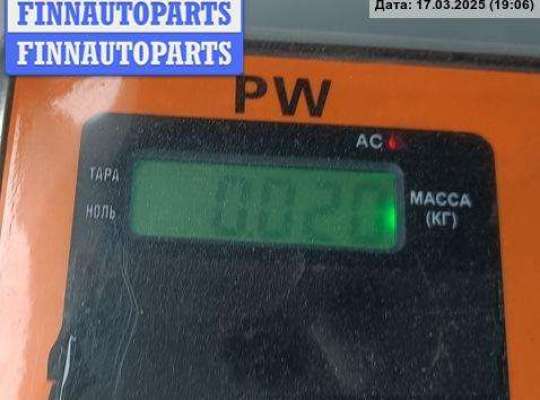 FINNAUTOPARTS
FINNAUTOPARTS
Дата: 17.03.2025 (19:06)
PW
AC
ТАРА
НОЛЬ
0.020
МАССА
(КГ)